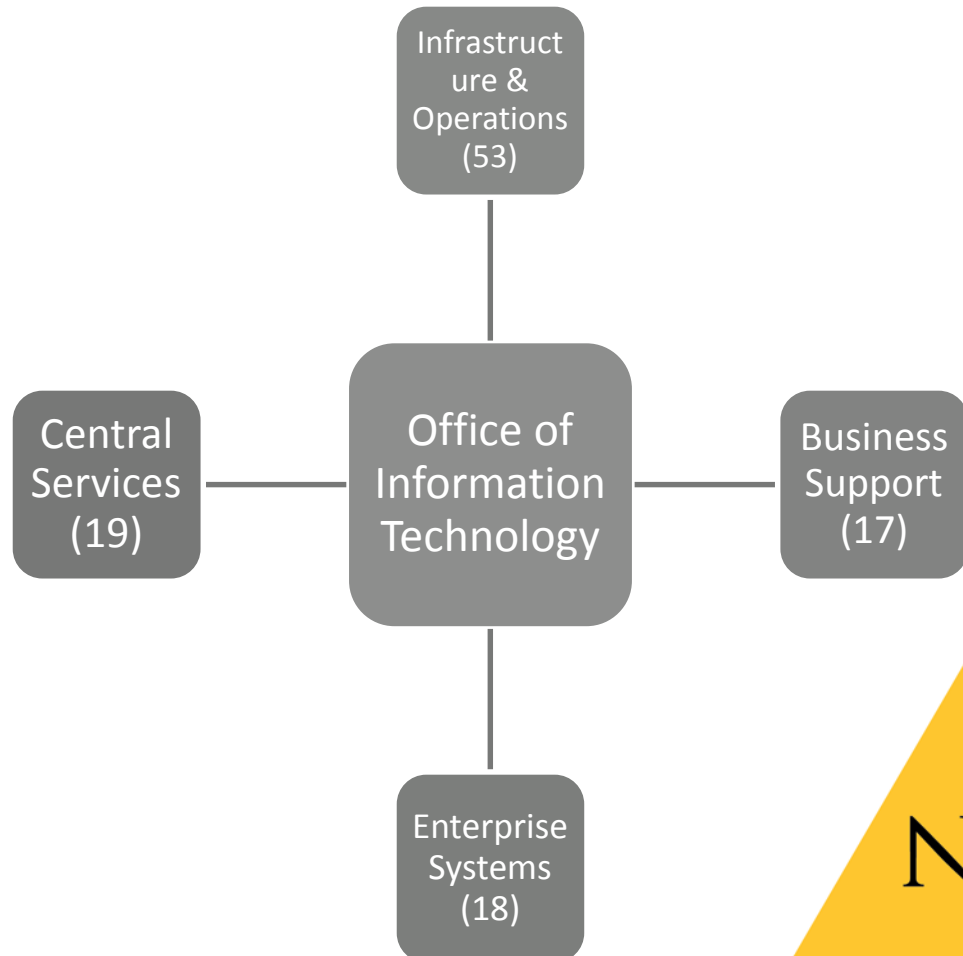 Infrastruct
ure &
Operations
(53)
Central
Services
(19)
Office of
Information
Technology
Business
Support
(17)
Enterprise
Systems
(18)
N